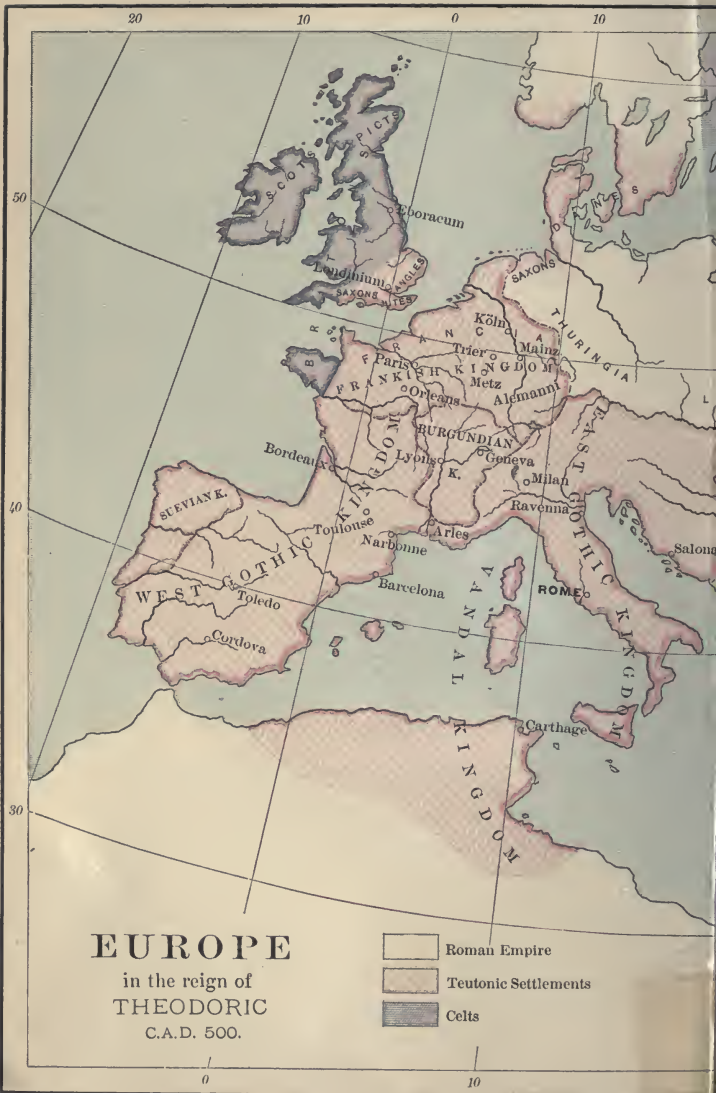 20
10
0
10
50
40
30
SCOTS
PICTS
Eboracum
Londinium
ANGLES
SAXONS
JUTES
DANES
SAXONS
THURINGIA
FRANCIA
Köln
Trier
Mainz
Paris
FRANKISH KINGDOM
Metz
Orleans
Alemanni
BURGUNDIAN
K.
Lyons
Geneva
Bordeaux
Milan
Ravenna
SUEVIAN K.
Toulouse
Arles
Narbonne
Salona
WEST GOTHIC KINGDOM
Barcelona
Toledo
ROME
Cordova
EAST GOTHIC KINGDOM
VANDAL KINGDOM
Carthage
EUROPE
in the reign of
THEODORIC
C.A.D. 500.
Roman Empire
Teutonic Settlements
Celts
0
10